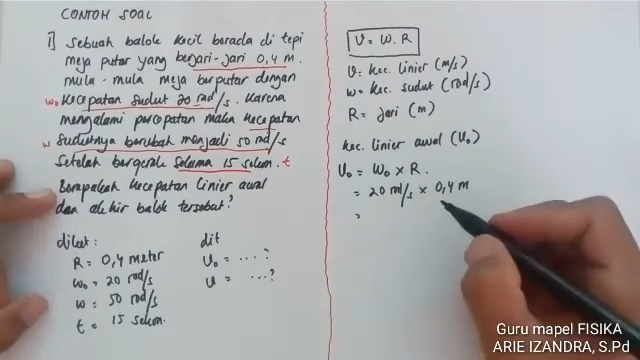 CONTOH SOAL
1] Sebuah balok kecil berada di tepi
meja putar yang berjari-jari 0,4 m.
mula-mula meja berputar dengan
ω₀ kecepatan sudut 20 rad/s. Karena
mengalami percepatan maka kecepatan
ω sudutnya berubah menjadi 50 rad/s
setelah bergerak selama 15 sekon. t
Berapakah kecepatan linier awal
dan akhir balok tersebut?
diket:
R = 0,4 meter
ω₀ = 20 rad/s
ω = 50 rad/s
t = 15 sekon.
dit
υ₀ = ...?
υ = ...?
υ = ω. R
υ: kec. linier (m/s)
ω = kec. sudut (rad/s)
R = jari (m)
kec. linier awal (υ₀)
υ₀ = ω₀ × R.
= 20 rad/s × 0,4 m
=
Guru mapel FISIKA
ARIE IZANDRA, S.Pd